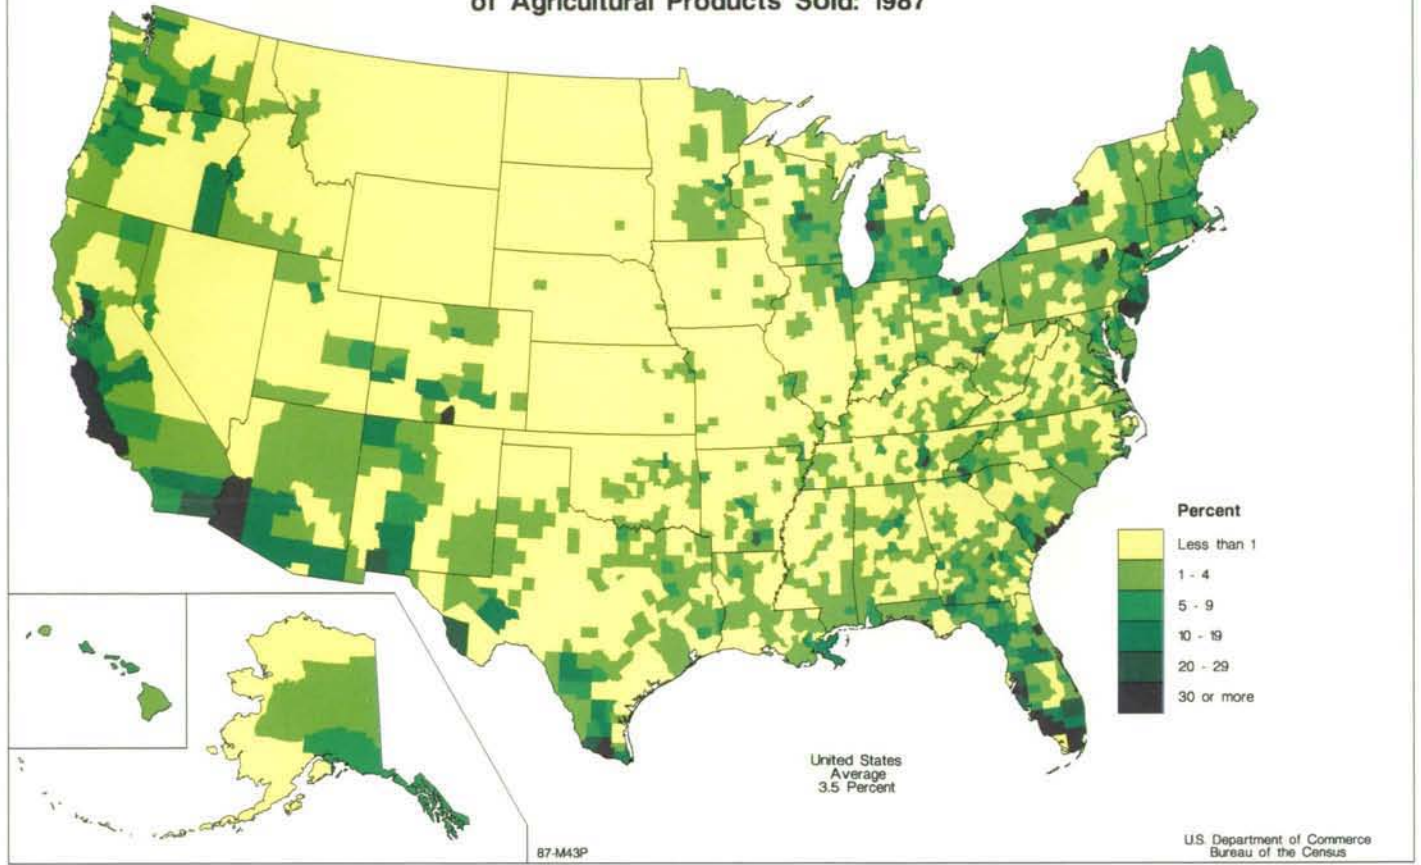 of Agricultural Products Sold: 1987
Percent
Less than 1
1 - 4
5 - 9
10 - 19
20 - 29
30 or more
United States
Average
3.5 Percent
87-M43P
U.S. Department of Commerce
Bureau of the Census